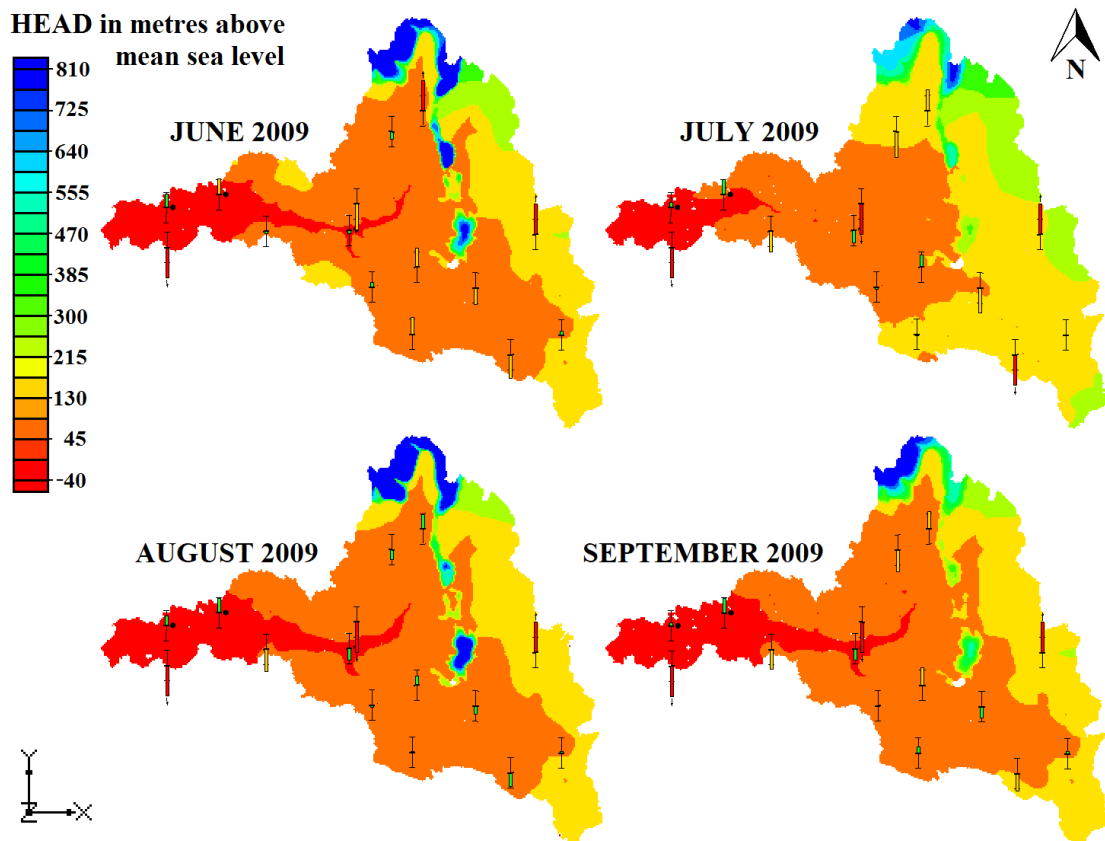 HEAD in metres above
mean sea level
N
810
725
640
555
470
385
300
215
130
45
-40
JUNE 2009
JULY 2009
AUGUST 2009
SEPTEMBER 2009
Y
Z
X